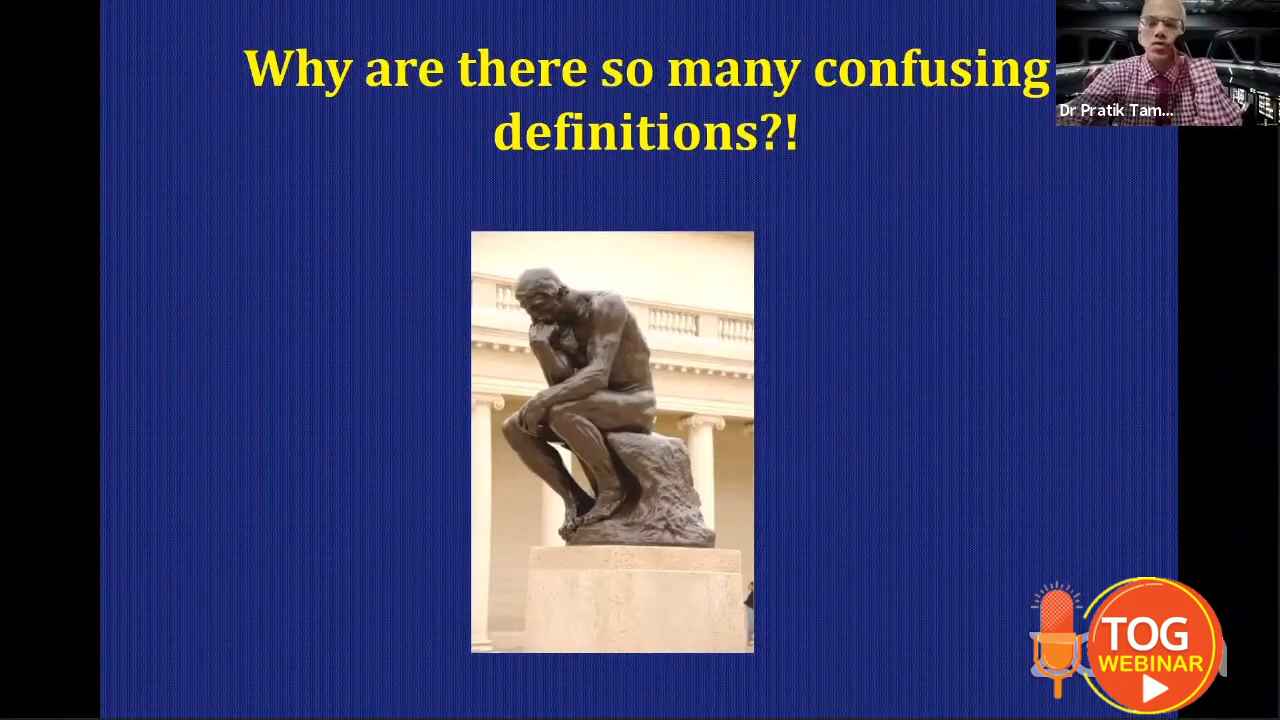 Why are there so many confusing
definitions?!
Dr Pratik Tam...
TOG
WEBINAR